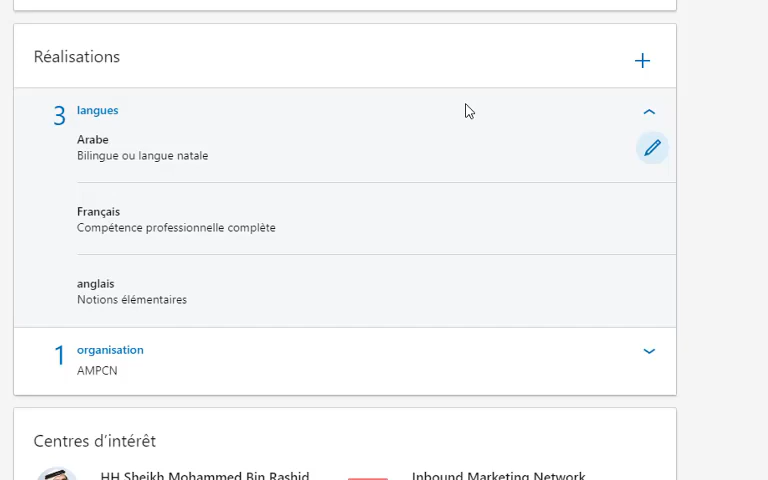 Réalisations
3 langues
Arabe
Bilingue ou langue natale
Français
Compétence professionnelle complète
anglais
Notions élémentaires
1 organisation
AMPCN
Centres d'intérêt
HH Sheikh Mohammed Bin Rashid
Inbound Marketing Network